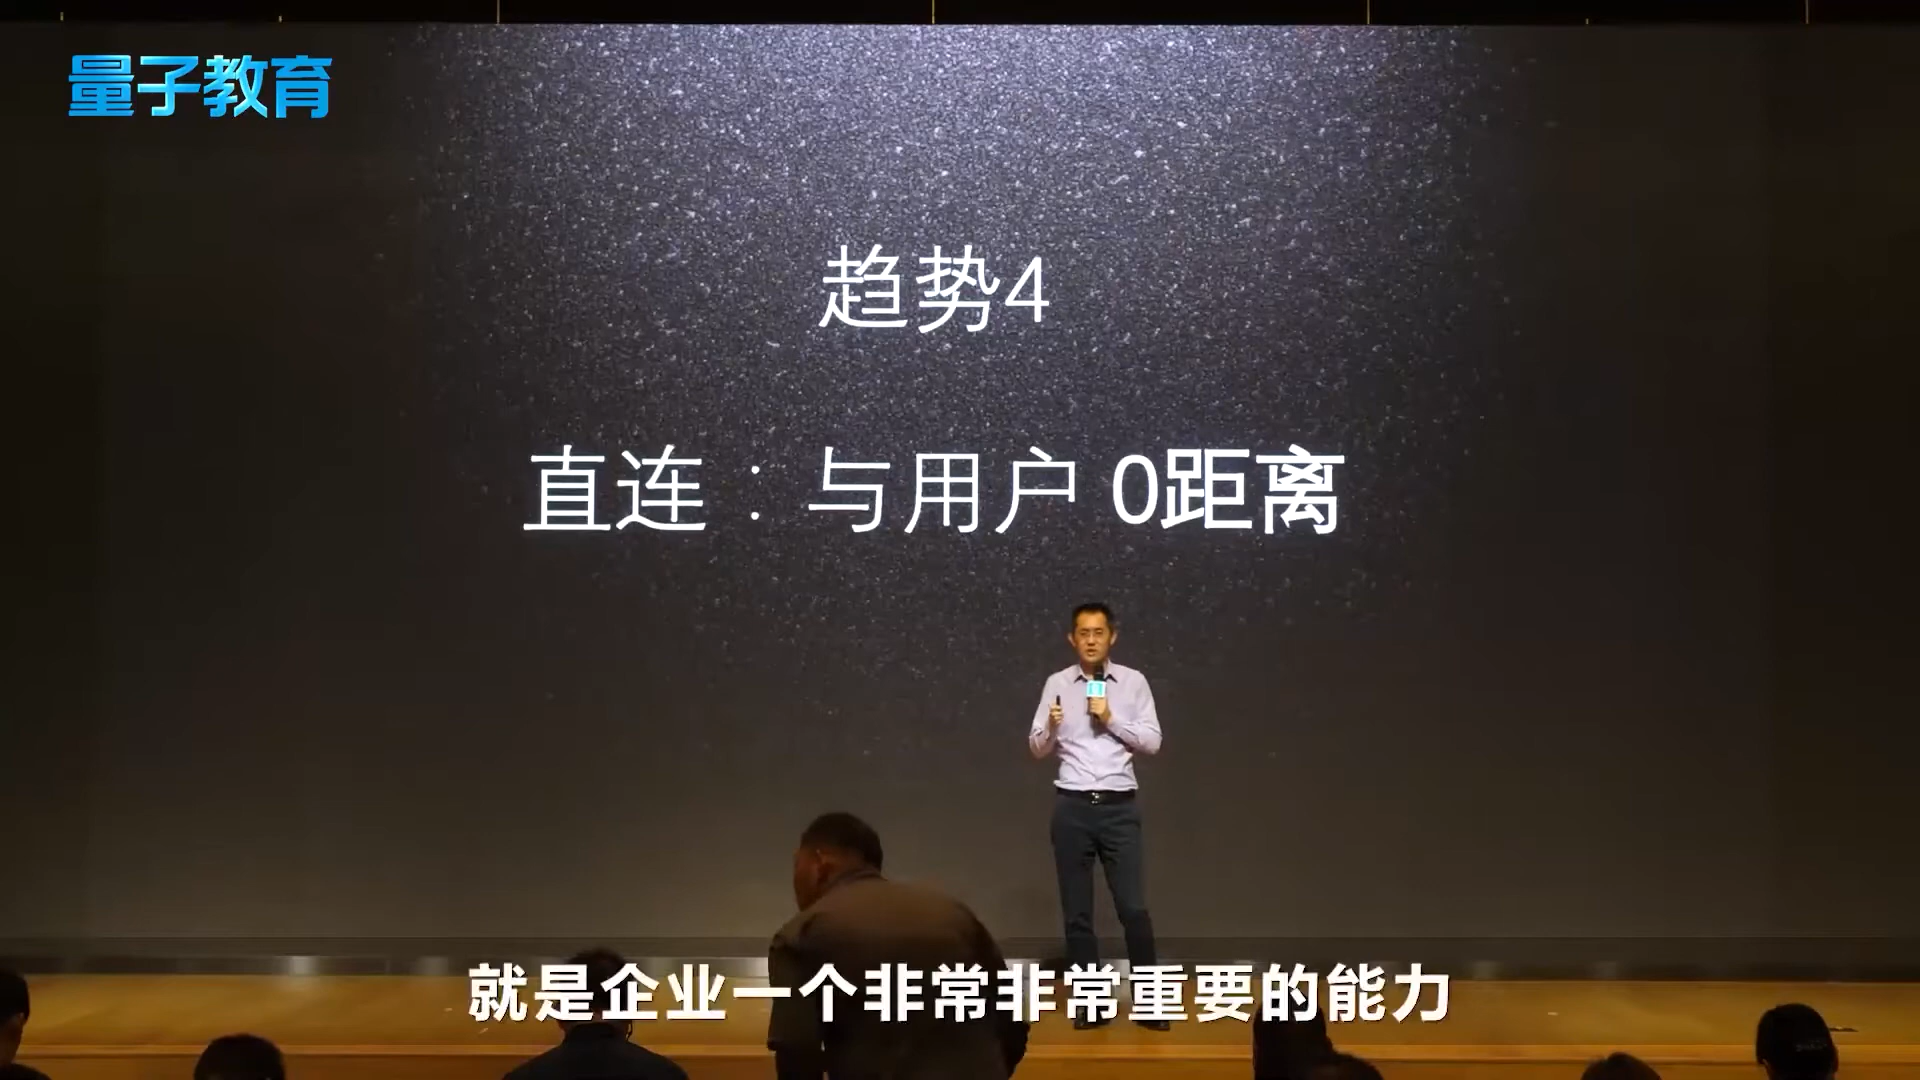 量子教育
趋势4
直连：与用户 0距离
就是企业一个非常非常重要的能力